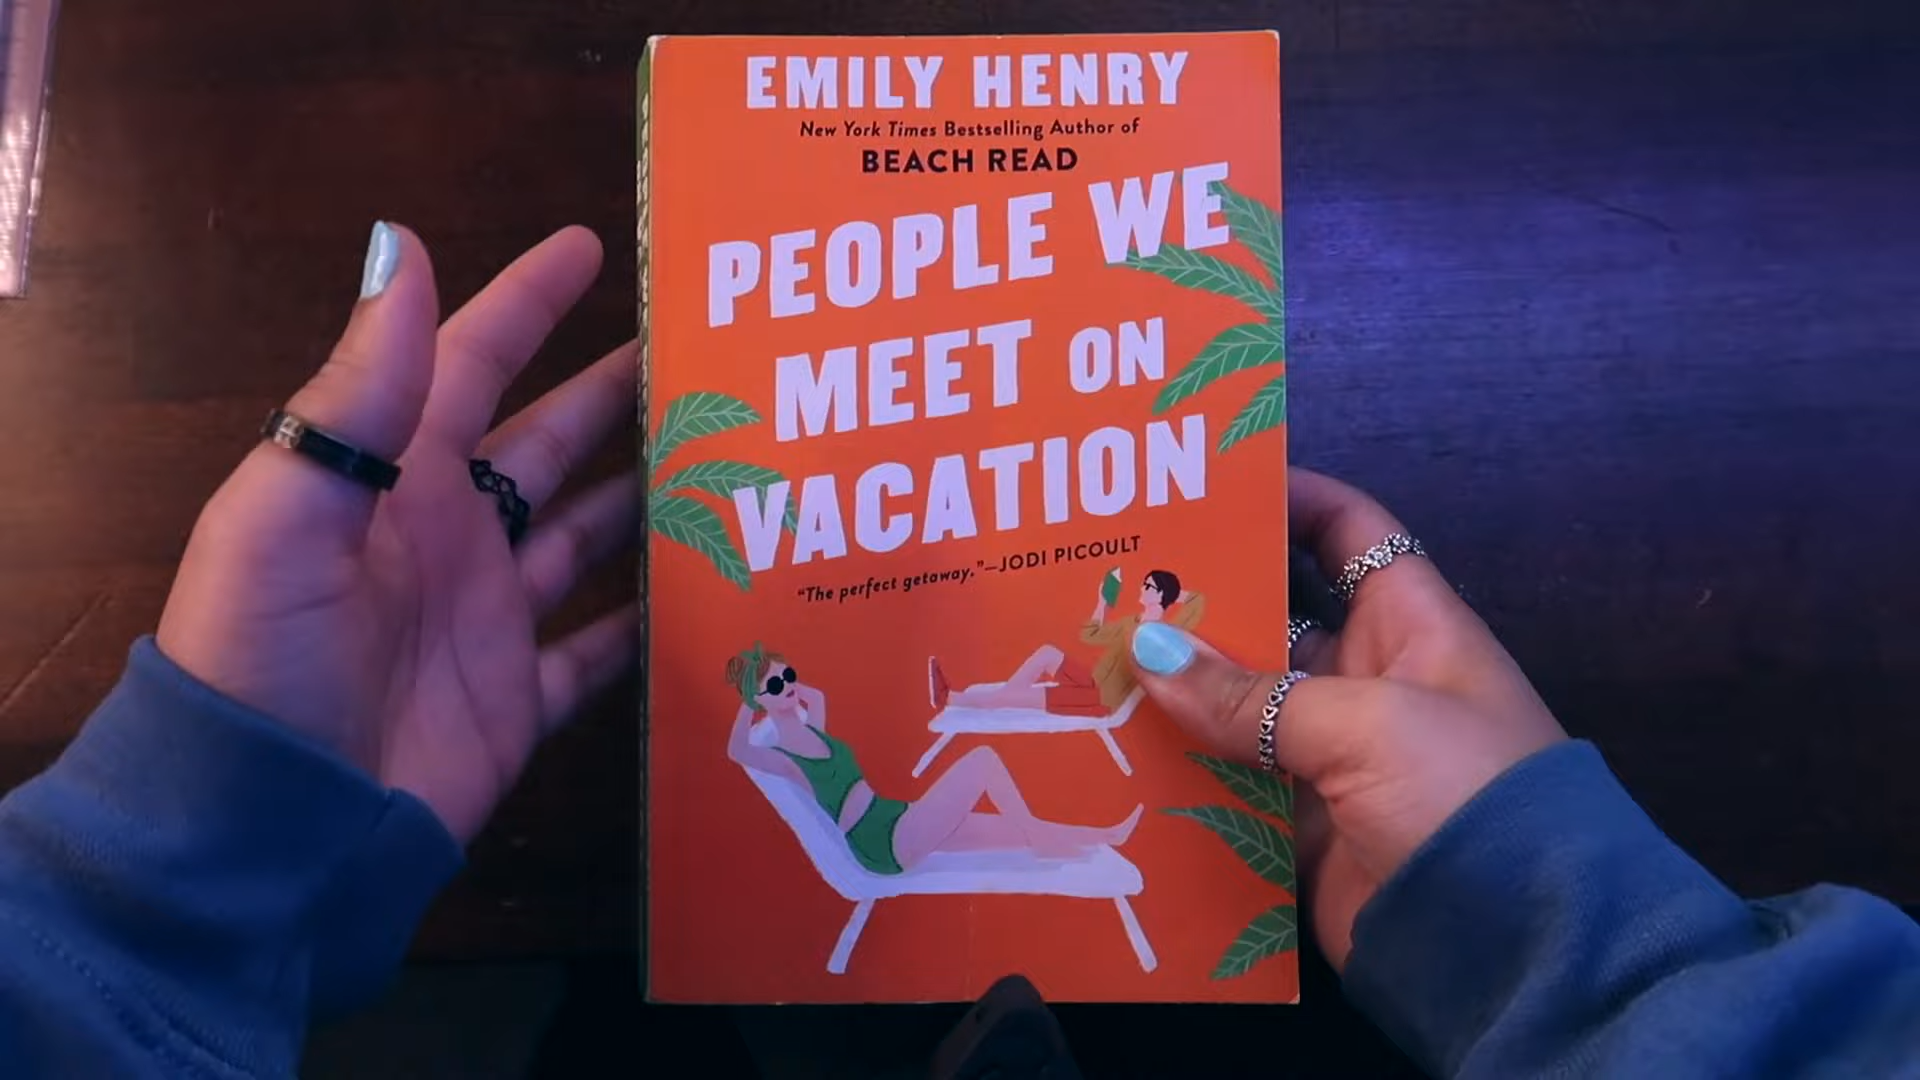 EMILY HENRY
New York Times Bestselling Author of
BEACH READ
PEOPLE WE
MEET ON
VACATION
"The perfect getaway."—JODI PICOULT